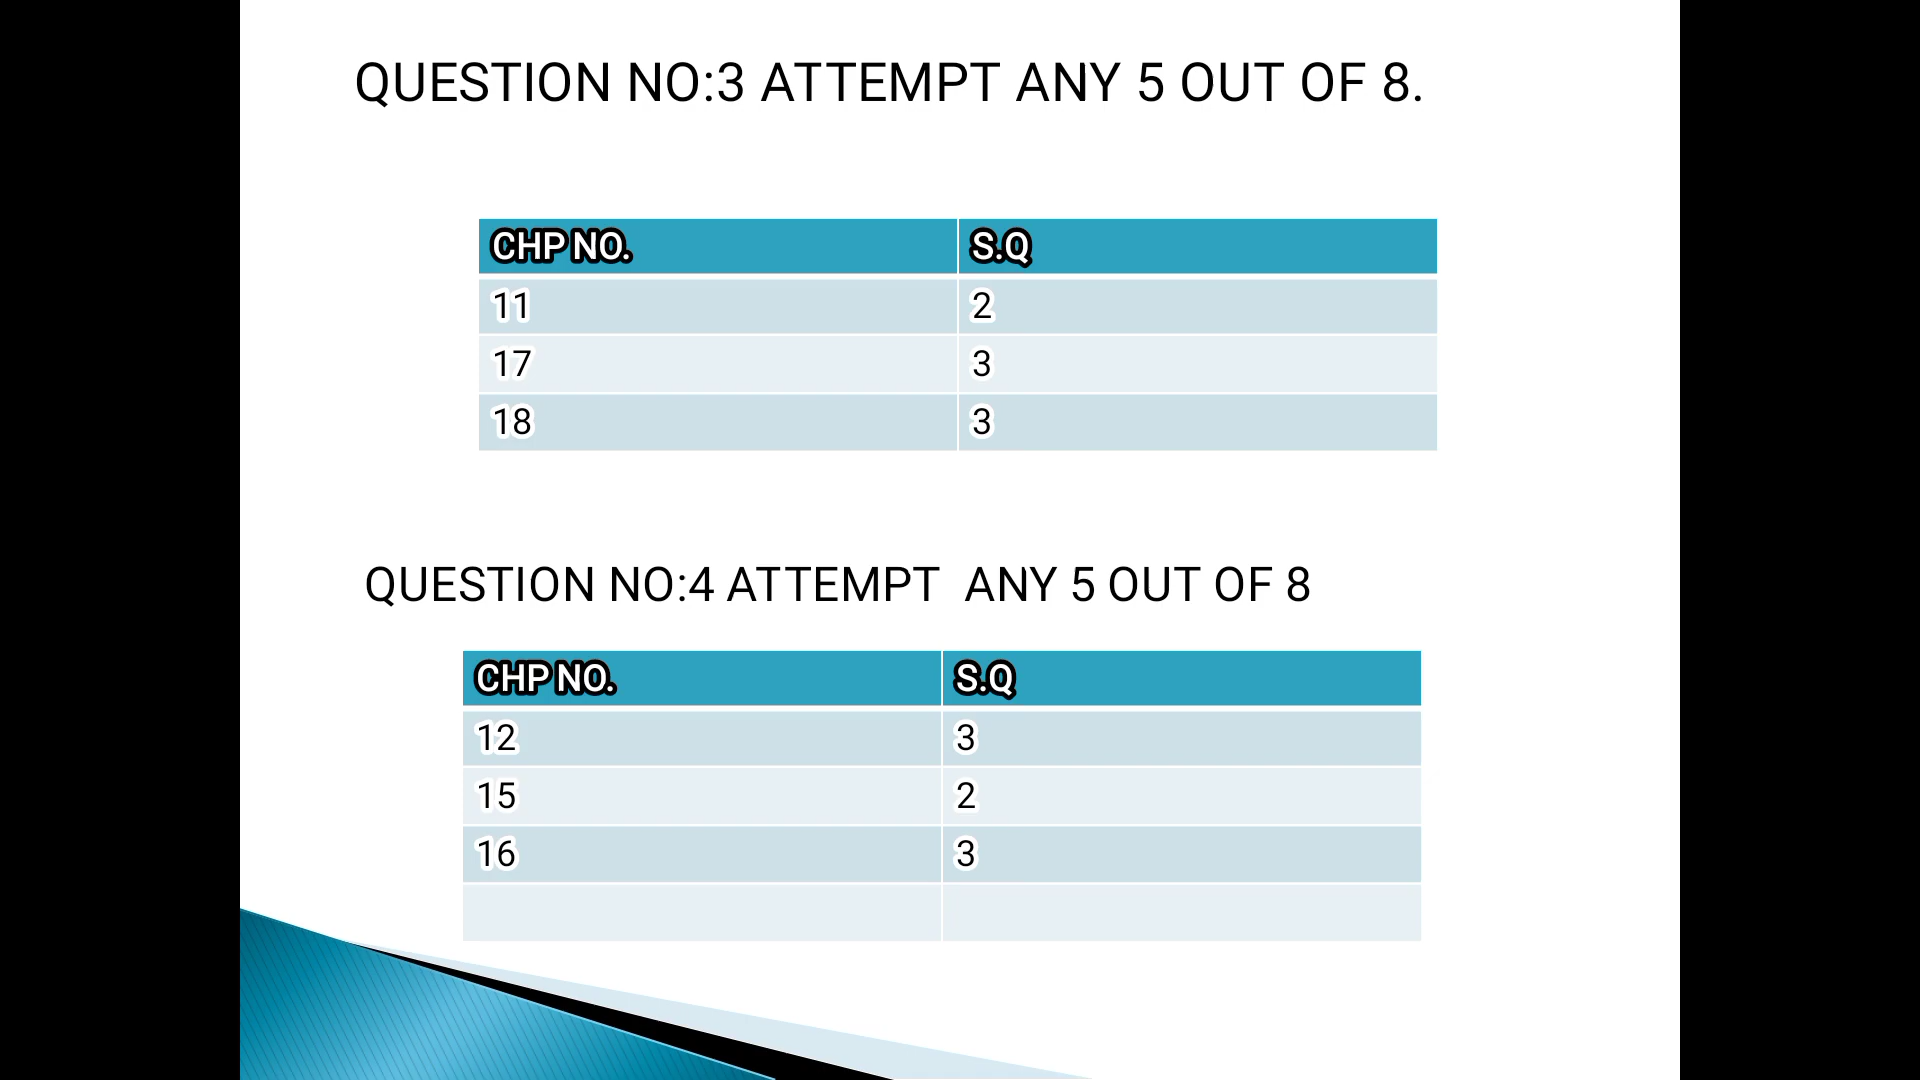 QUESTION NO:3 ATTEMPT ANY 5 OUT OF 8.
CHP NO. S.Q
11 2
17 3
18 3
QUESTION NO:4 ATTEMPT ANY 5 OUT OF 8
CHP NO. S.Q
12 3
15 2
16 3